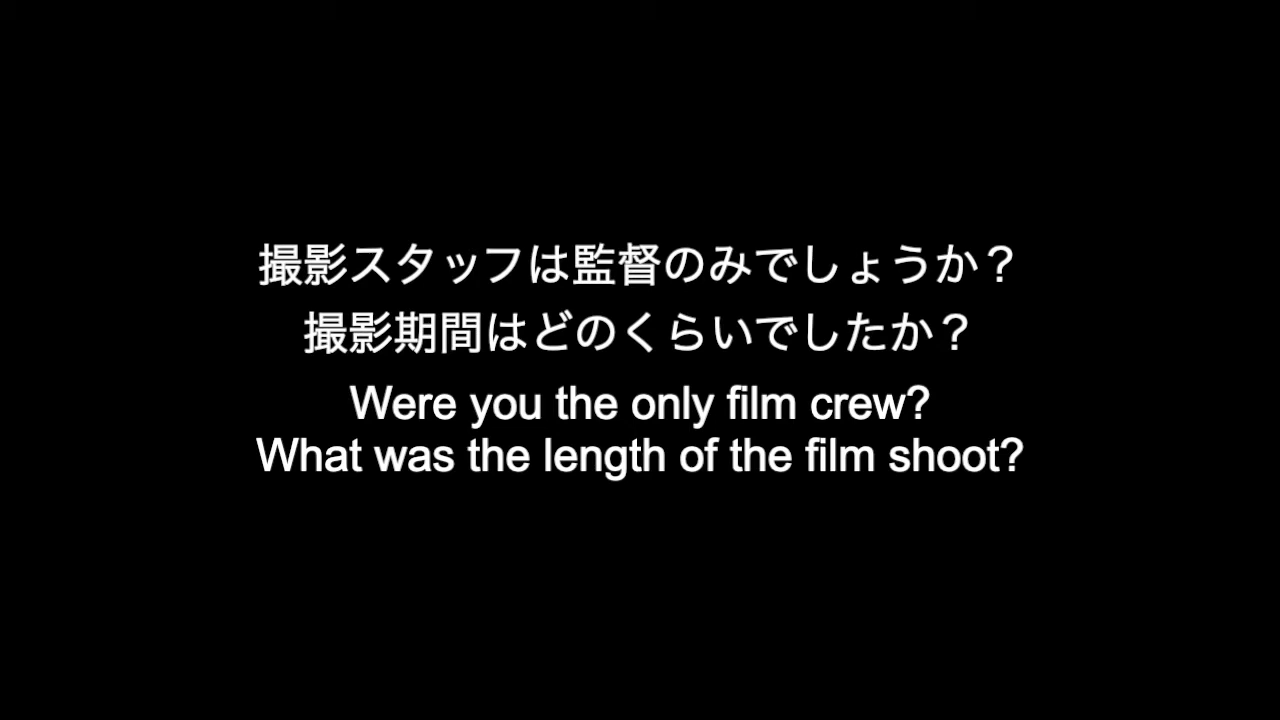 撮影スタッフは監督のみでしょうか？
撮影期間はどのくらいでしたか？
Were you the only film crew?
What was the length of the film shoot?